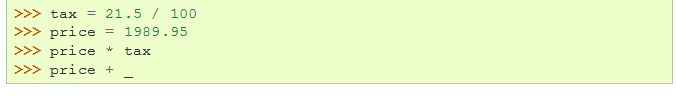 >>> tax = 21.5 / 100
>>> price = 1989.95
>>> price * tax
>>> price + _